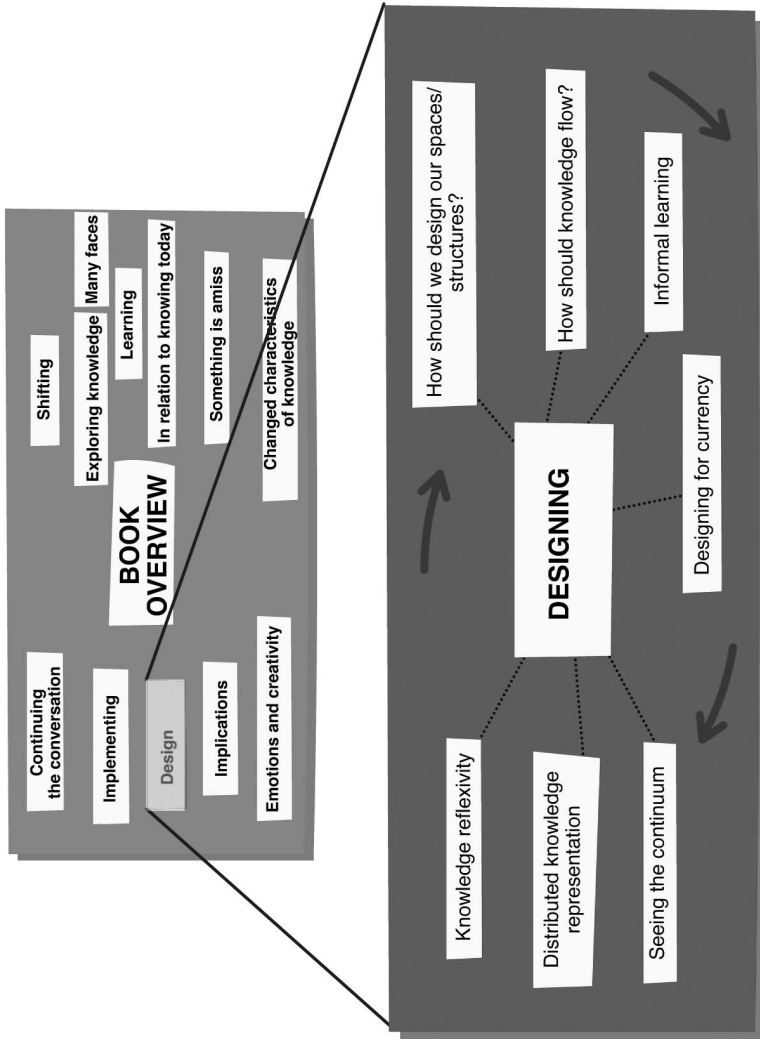 Continuing
the conversation
Implementing
Design
Implications
Emotions and creativity
BOOK
OVERVIEW
Shifting
Exploring knowledge
Many faces
Learning
In relation to knowing today
Something is amiss
Changed characteristics
of knowledge
DESIGNING
How should we design our spaces/
structures?
How should knowledge flow?
Informal learning
Designing for currency
Seeing the continuum
Distributed knowledge
representation
Knowledge reflexivity